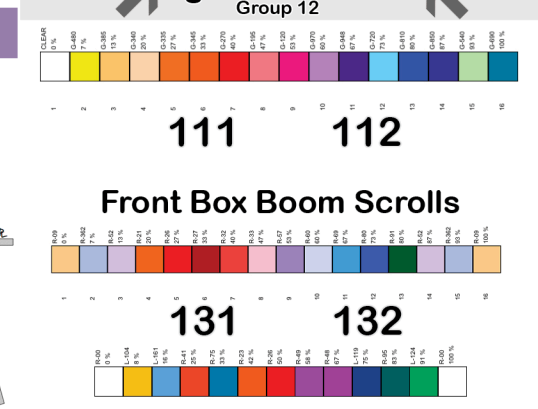 Group 12
CLEAR 0 % G-480 7 % G-385 13 % G-340 20 % G-335 27 % G-345 33 % G-270 40 % G-195 47 % G-120 53 % G-970 60 % G-948 67 % G-720 73 % G-810 80 % G-850 87 % G-540 93 % G-690 100 %
1 2 3 4 5 6 7 8 9 10 11 12 13 14 15 16
111 112
Front Box Boom Scrolls
R-09 0 % R-362 7 % R-52 13 % R-21 20 % R-26 27 % R-27 33 % R-32 40 % R-33 47 % R-57 53 % R-60 60 % R-69 67 % R-80 73 % R-91 80 % R-52 87 % R-362 93 % R-09 100 %
1 2 3 4 5 6 7 8 9 10 11 12 13 14 15 16
131 132
R-00 0 % L-104 8 % L-161 16 % R-41 25 % R-76 33 % R-23 42 % R-26 50 % R-49 58 % R-48 67 % L-119 75 % R-95 83 % L-124 91 % R-00 100 %